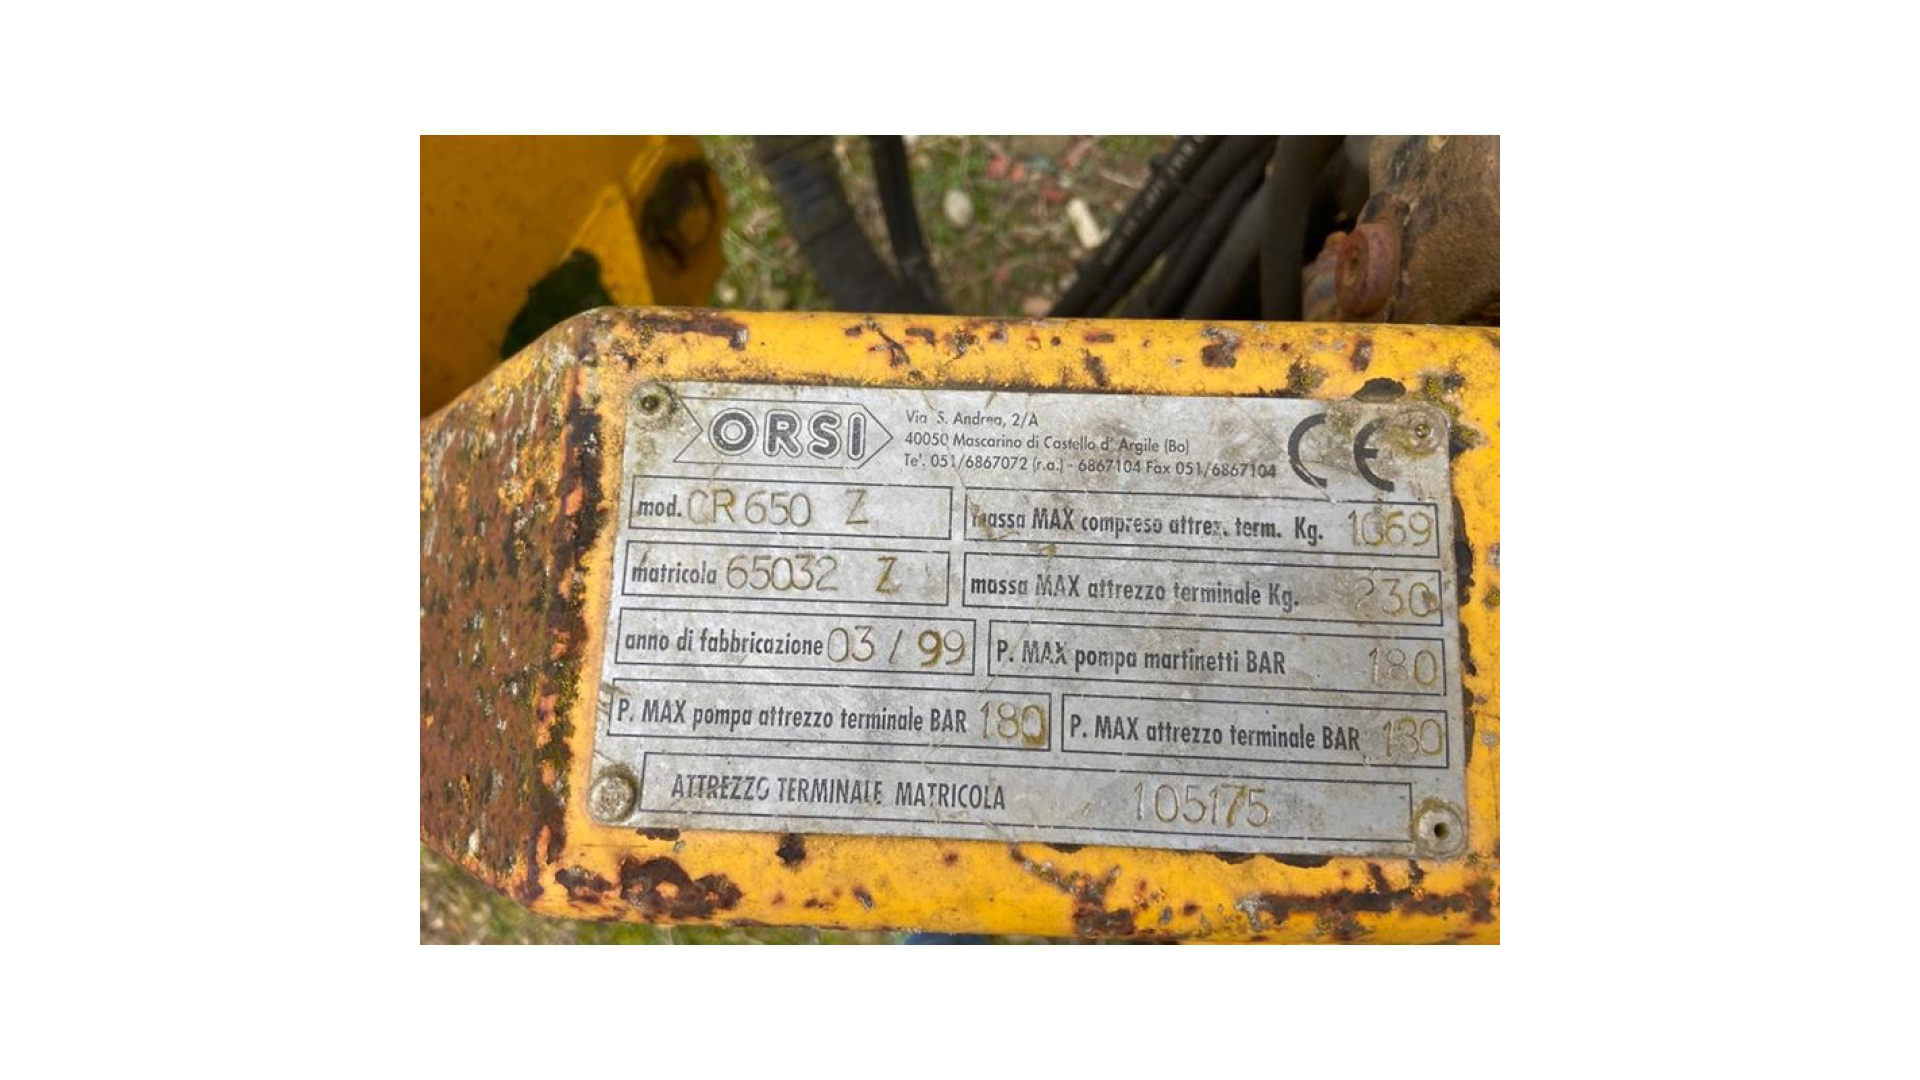 ORSI
Via S. Andrea, 2/A
40050 Mascarino di Castello d' Argile (Bo)
Tel. 051/6867072 (r.a.) - 6867104 Fax 051/6867104
CE
mod. CR 650 Z
massa MAX compreso attrez. term. Kg. 1069
matricola 65032 Z
massa MAX attrezzo terminale Kg. 230
anno di fabbricazione 03 / 99
P. MAX pompa martinetti BAR 180
P. MAX pompa attrezzo terminale BAR 180
P. MAX attrezzo terminale BAR
ATTREZZO TERMINALE MATRICOLA 105175